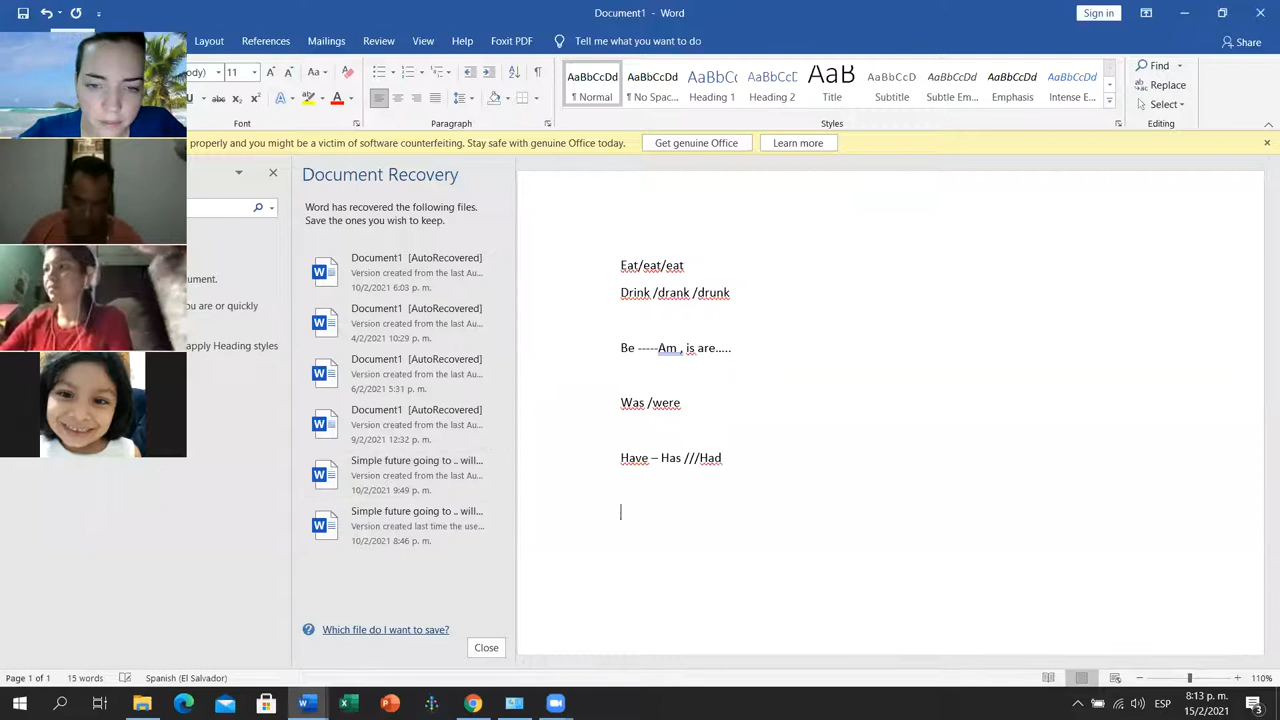 Document1 - Word
Sign in
Layout References Mailings Review View Help Foxit PDF Tell me what you want to do
Share
ody) 11
AaBbCcDd AaBbCcDd AaBbCc AaBbCcD AaB AaBbCcD AaBbCcDd AaBbCcDd AaBbCcDd
¶ Normal ¶ No Spac... Heading 1 Heading 2 Title Subtitle Subtle Em... Emphasis Intense E...
Find
Replace
Select
Font Paragraph Styles Editing
properly and you might be a victim of software counterfeiting. Stay safe with genuine Office today. Get genuine Office Learn more
Document Recovery
Word has recovered the following files.
Save the ones you wish to keep.
Document1 [AutoRecovered]
Version created from the last Au...
10/2/2021 6:03 p. m.
Document1 [AutoRecovered]
Version created from the last Au...
4/2/2021 10:29 p. m.
Document1 [AutoRecovered]
Version created from the last Au...
6/2/2021 5:31 p. m.
Document1 [AutoRecovered]
Version created from the last Au...
9/2/2021 12:32 p. m.
Simple future going to .. will...
Version created from the last Au...
10/2/2021 9:49 p. m.
Simple future going to .. will...
Version created last time the use...
10/2/2021 8:46 p. m.
Which file do I want to save?
Close
ument.
ou are or quickly
apply Heading styles
Eat/eat/eat
Drink /drank /drunk
Be -----Am , is are.....
Was /were
Have – Has ///Had
Page 1 of 1 15 words Spanish (El Salvador) 110%
ESP
8:13 p. m.
15/2/2021
3